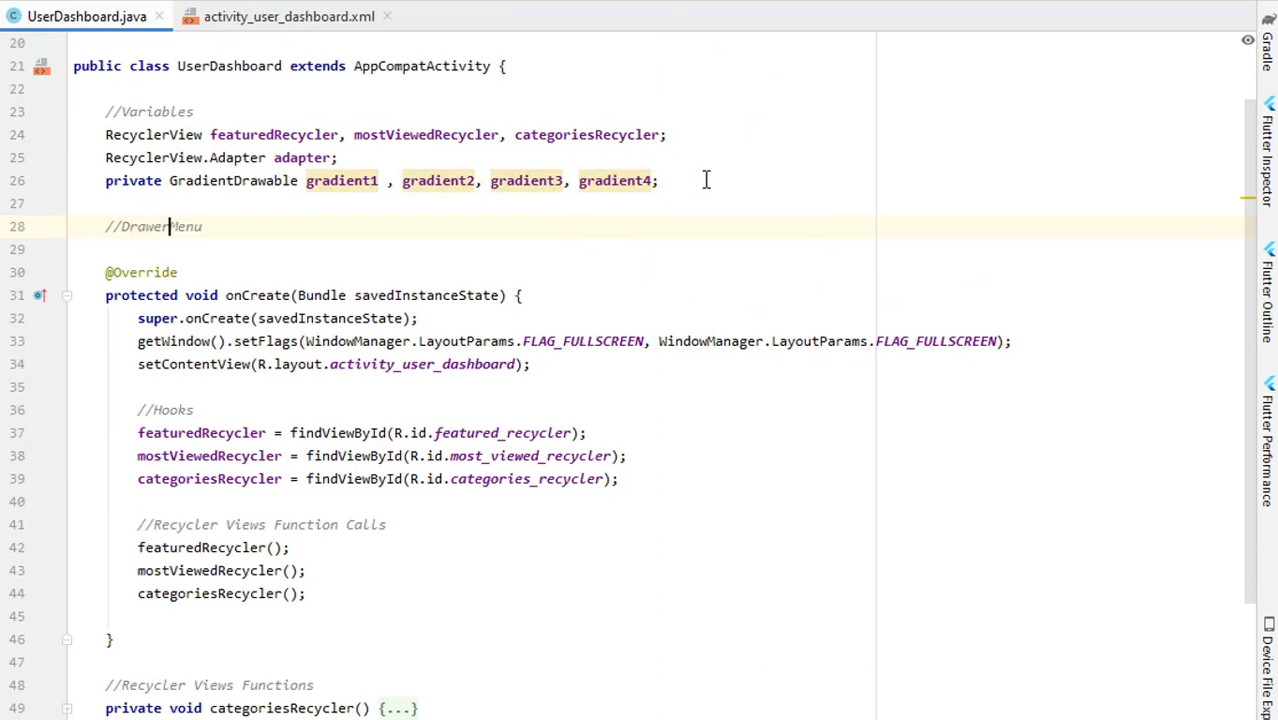 UserDashboard.java
activity_user_dashboard.xml
20
21 public class UserDashboard extends AppCompatActivity {
22
23 //Variables
24 RecyclerView featuredRecycler, mostViewedRecycler, categoriesRecycler;
25 RecyclerView.Adapter adapter;
26 private GradientDrawable gradient1 , gradient2, gradient3, gradient4;
27
28 //DrawerMenu
29
30 @Override
31 protected void onCreate(Bundle savedInstanceState) {
32 super.onCreate(savedInstanceState);
33 getWindow().setFlags(WindowManager.LayoutParams.FLAG_FULLSCREEN, WindowManager.LayoutParams.FLAG_FULLSCREEN);
34 setContentView(R.layout.activity_user_dashboard);
35
36 //Hooks
37 featuredRecycler = findViewById(R.id.featured_recycler);
38 mostViewedRecycler = findViewById(R.id.most_viewed_recycler);
39 categoriesRecycler = findViewById(R.id.categories_recycler);
40
41 //Recycler Views Function Calls
42 featuredRecycler();
43 mostViewedRecycler();
44 categoriesRecycler();
45
46 }
47
48 //Recycler Views Functions
49 private void categoriesRecycler() {...}
Gradle
Flutter Inspector
Flutter Outline
Flutter Performance
Device File Exp